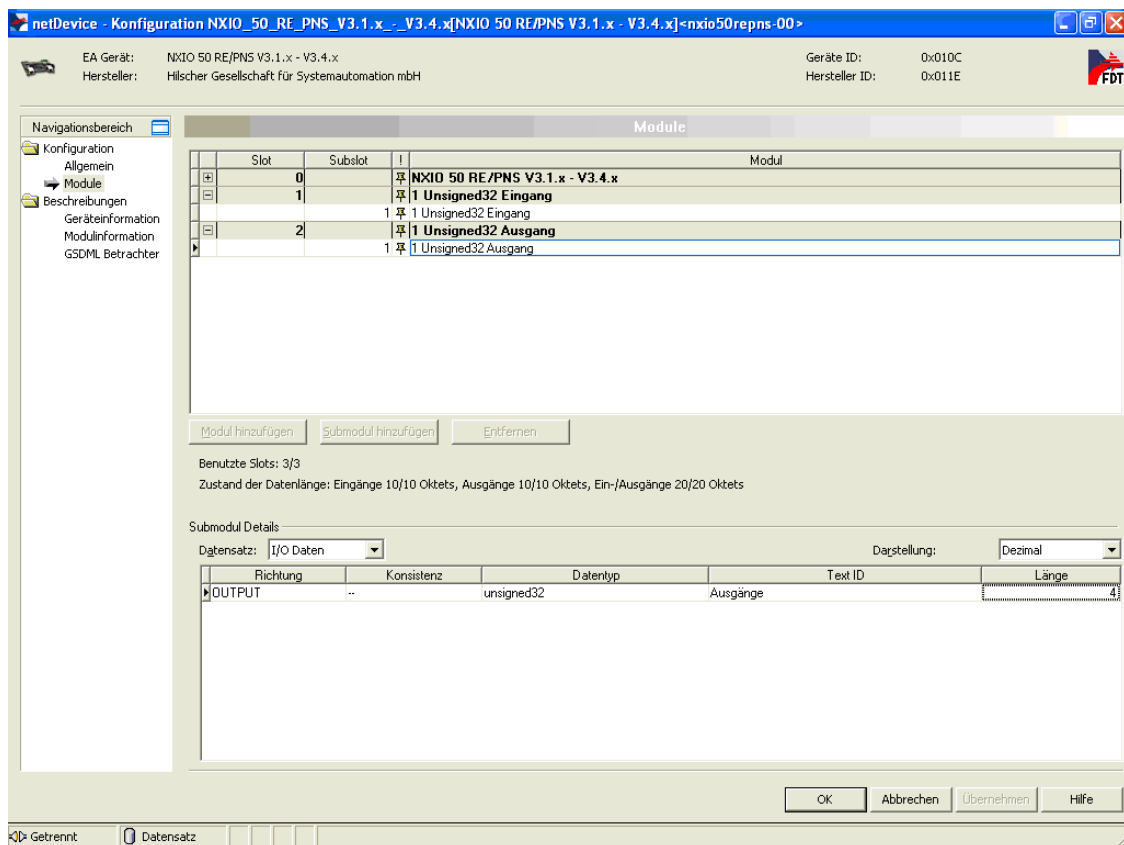 netDevice - Konfiguration NXIO_50_RE_PNS_V3.1.x_-_V3.4.x[NXIO 50 RE/PNS V3.1.x - V3.4.x]<nxio50repns-00>
EA Gerät: NXIO 50 RE/PNS V3.1.x - V3.4.x Geräte ID: 0x010C
Hersteller: Hilscher Gesellschaft für Systemautomation mbH Hersteller ID: 0x011E
FDT
Navigationsbereich
Konfiguration
Allgemein
Module
Beschreibungen
Geräteinformation
Modulinformation
GSDML Betrachter
Module
Slot Subslot ! Modul
0 NXIO 50 RE/PNS V3.1.x - V3.4.x
1 1 Unsigned32 Eingang
1 1 Unsigned32 Eingang
2 1 Unsigned32 Ausgang
1 1 Unsigned32 Ausgang
Modul hinzufügen Submodul hinzufügen Entfernen
Benutzte Slots: 3/3
Zustand der Datenlänge: Eingänge 10/10 Oktets, Ausgänge 10/10 Oktets, Ein-/Ausgänge 20/20 Oktets
Submodul Details
Datensatz: I/O Daten Darstellung: Dezimal
Richtung Konsistenz Datentyp Text ID Länge
OUTPUT -- unsigned32 Ausgänge 4
OK Abbrechen Übernehmen Hilfe
Getrennt Datensatz